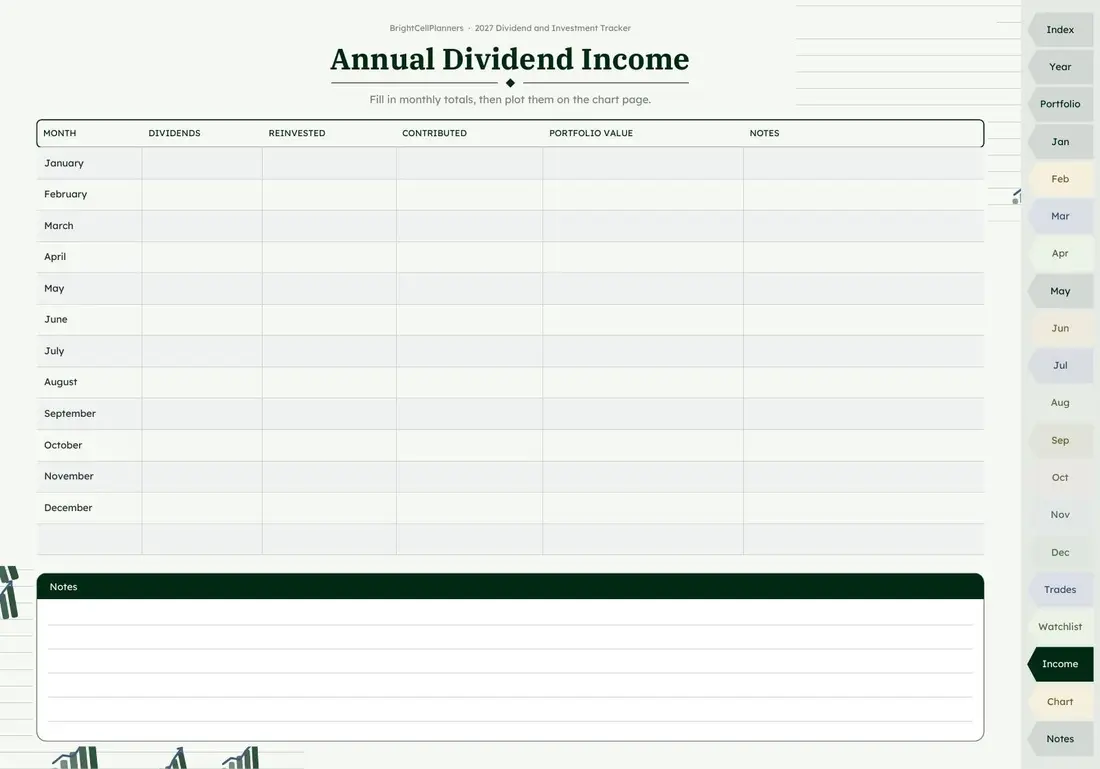 BrightCellPlanners - 2027 Dividend and Investment Tracker
Annual Dividend Income
Fill in monthly totals, then plot them on the chart page.
MONTH DIVIDENDS REINVESTED CONTRIBUTED PORTFOLIO VALUE NOTES
January
February
March
April
May
June
July
August
September
October
November
December
Notes
Index
Year
Portfolio
Jan
Feb
Mar
Apr
May
Jun
Jul
Aug
Sep
Oct
Nov
Dec
Trades
Watchlist
Income
Chart
Notes